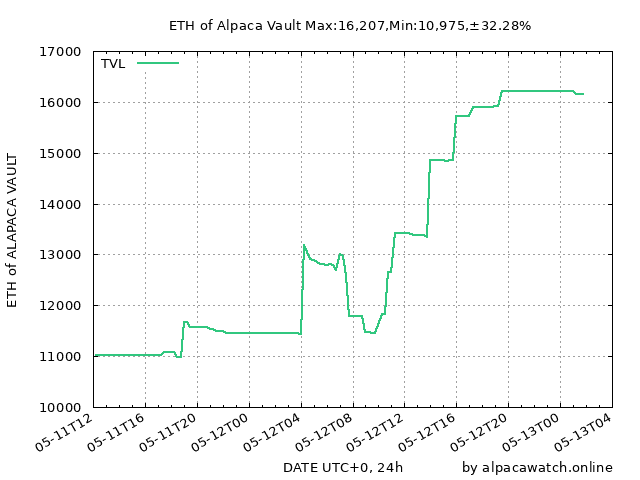 ETH of Alpaca Vault Max:16,207,Min:10,975,±32.28%
17000
TVL
16000
15000
14000
13000
12000
11000
10000
ETH of ALAPACA VAULT
05-11T12
05-11T16
05-11T20
05-12T00
05-12T04
05-12T08
05-12T12
05-12T16
05-12T20
05-13T00
05-13T04
DATE UTC+0, 24h
by alpacawatch.online